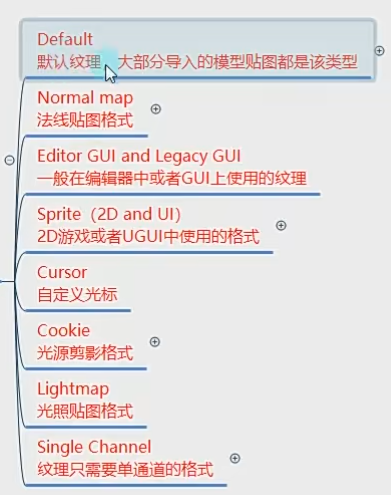 Default
默认纹理，大部分导入的模型贴图都是该类型
Normal map
法线贴图格式
Editor GUI and Legacy GUI
一般在编辑器中或者GUI上使用的纹理
Sprite（2D and UI）
2D游戏或者UGUI中使用的格式
Cursor
自定义光标
Cookie
光源剪影格式
Lightmap
光照贴图格式
Single Channel
纹理只需要单通道的格式